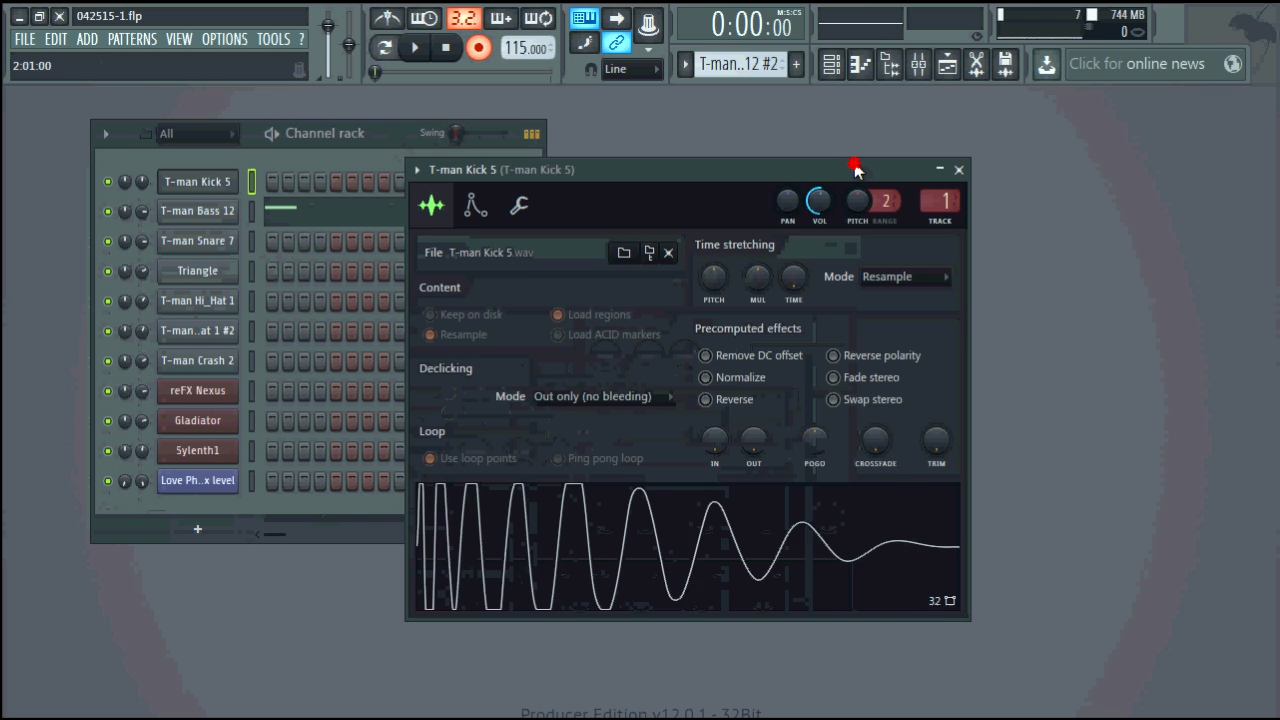 042515-1.flp
FILE EDIT ADD PATTERNS VIEW OPTIONS TOOLS ?
2:01:00
3.2.
115.000
Line
0:00:00
M:S:CS
T-man..12 #2
7
744 MB
0
Click for online news
All
Channel rack
Swing
T-man Kick 5
T-man Bass 12
T-man Snare 7
Triangle
T-man Hi_Hat 1
T-man..at 1 #2
T-man Crash 2
reFX Nexus
Gladiator
Sylenth1
Love Ph..x level
+
T-man Kick 5 (T-man Kick 5)
2
1
PAN VOL PITCH RANGE TRACK
File T-man Kick 5.wav
Content
Keep on disk
Load regions
Resample
Load ACID markers
Declicking
Mode Out only (no bleeding)
Loop
Use loop points
Ping pong loop
Time stretching
PITCH MUL TIME
Mode Resample
Precomputed effects
Remove DC offset
Reverse polarity
Normalize
Fade stereo
Reverse
Swap stereo
IN OUT POGO CROSSFADE TRIM
32
Producer Edition v12.0.1 - 32Bit